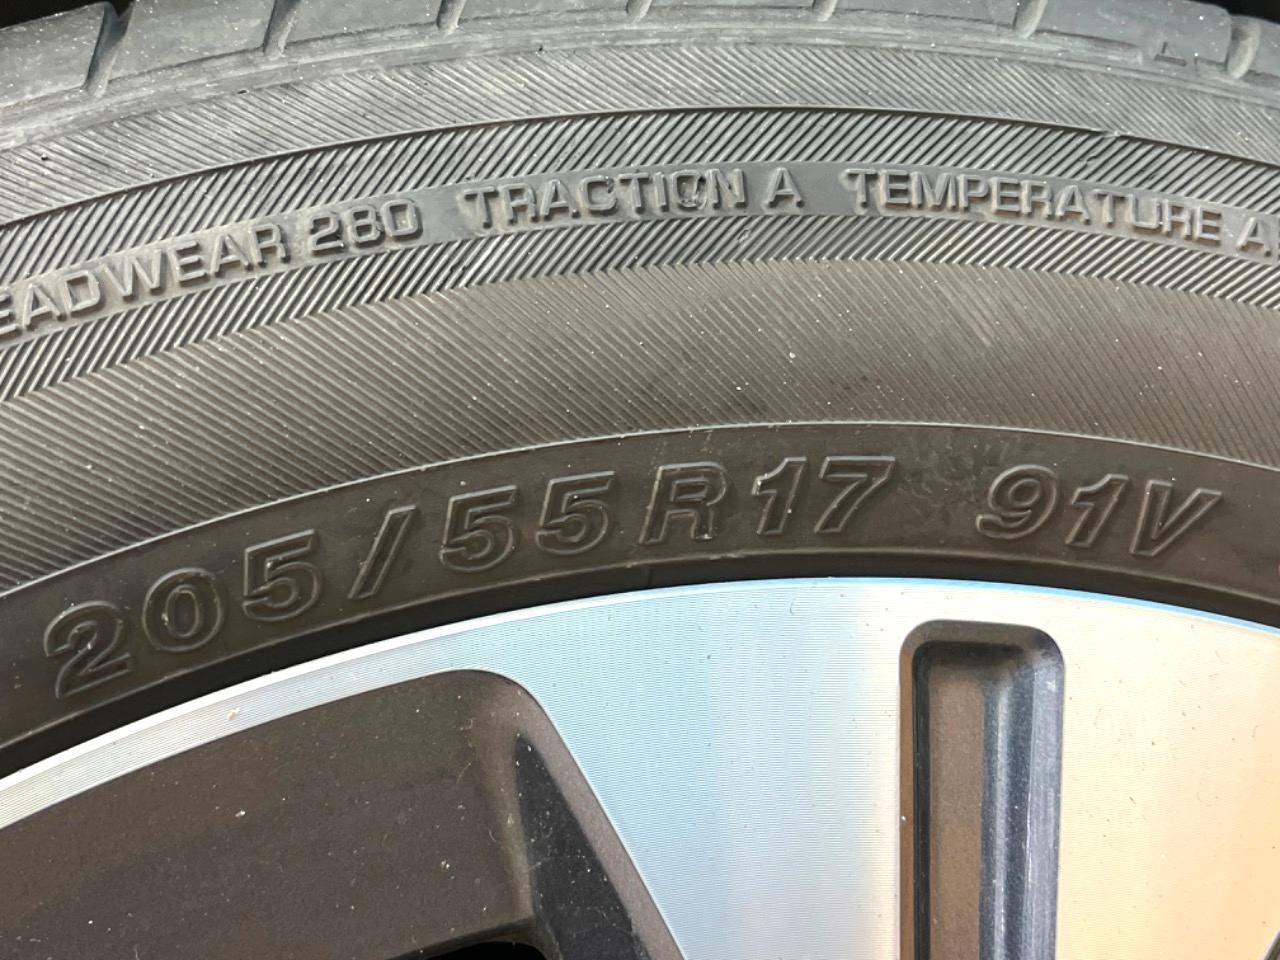 EADWEAR 280 TRACTION A TEMPERATURE A
205/55R17 91V